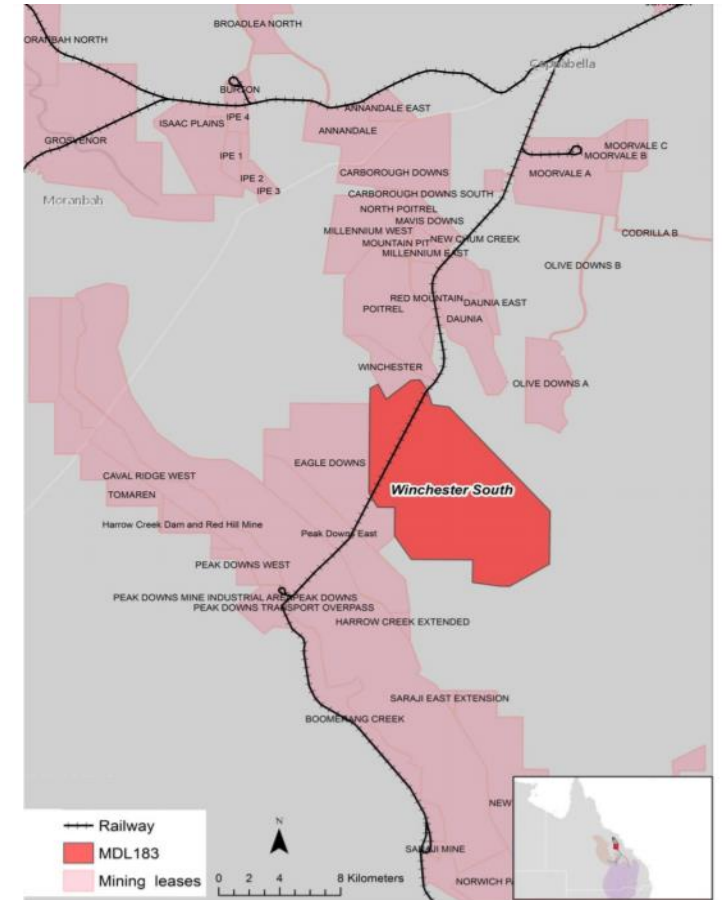 BROADLEA NORTH
ORANBAH NORTH
Coppabella
BURTON
ANNANDALE EAST
IPE 4
ISAAC PLAINS
ANNANDALE
GROSVENOR
MOORVALE C
IPE 1
MOORVALE B
CARBOROUGH DOWNS
MOORVALE A
IPE 2
IPE 3
CARBOROUGH DOWNS SOUTH
Moranbah
NORTH POITREL
MAVIS DOWNS
MILLENNIUM WEST
CODRILLA B
NEW CHUM CREEK
MOUNTAIN PIT
MILLENNIUM EAST
OLIVE DOWNS B
RED MOUNTAIN
DAUNIA EAST
POITREL
DAUNIA
WINCHESTER
OLIVE DOWNS A
EAGLE DOWNS
CAVAL RIDGE WEST
Winchester South
TOMAREN
Harrow Creek Dam and Red Hill Mine
Peak Downs East
PEAK DOWNS WEST
PEAK DOWNS MINE INDUSTRIAL AREA
PEAK DOWNS
PEAK DOWNS TRANSPORT OVERPASS
HARROW CREEK EXTENDED
SARAJI EAST EXTENSION
BOOMERANG CREEK
NEW
SARAJI MINE
NORWICH PA
Railway
MDL183
Mining leases
N
0 2 4 8 Kilometers